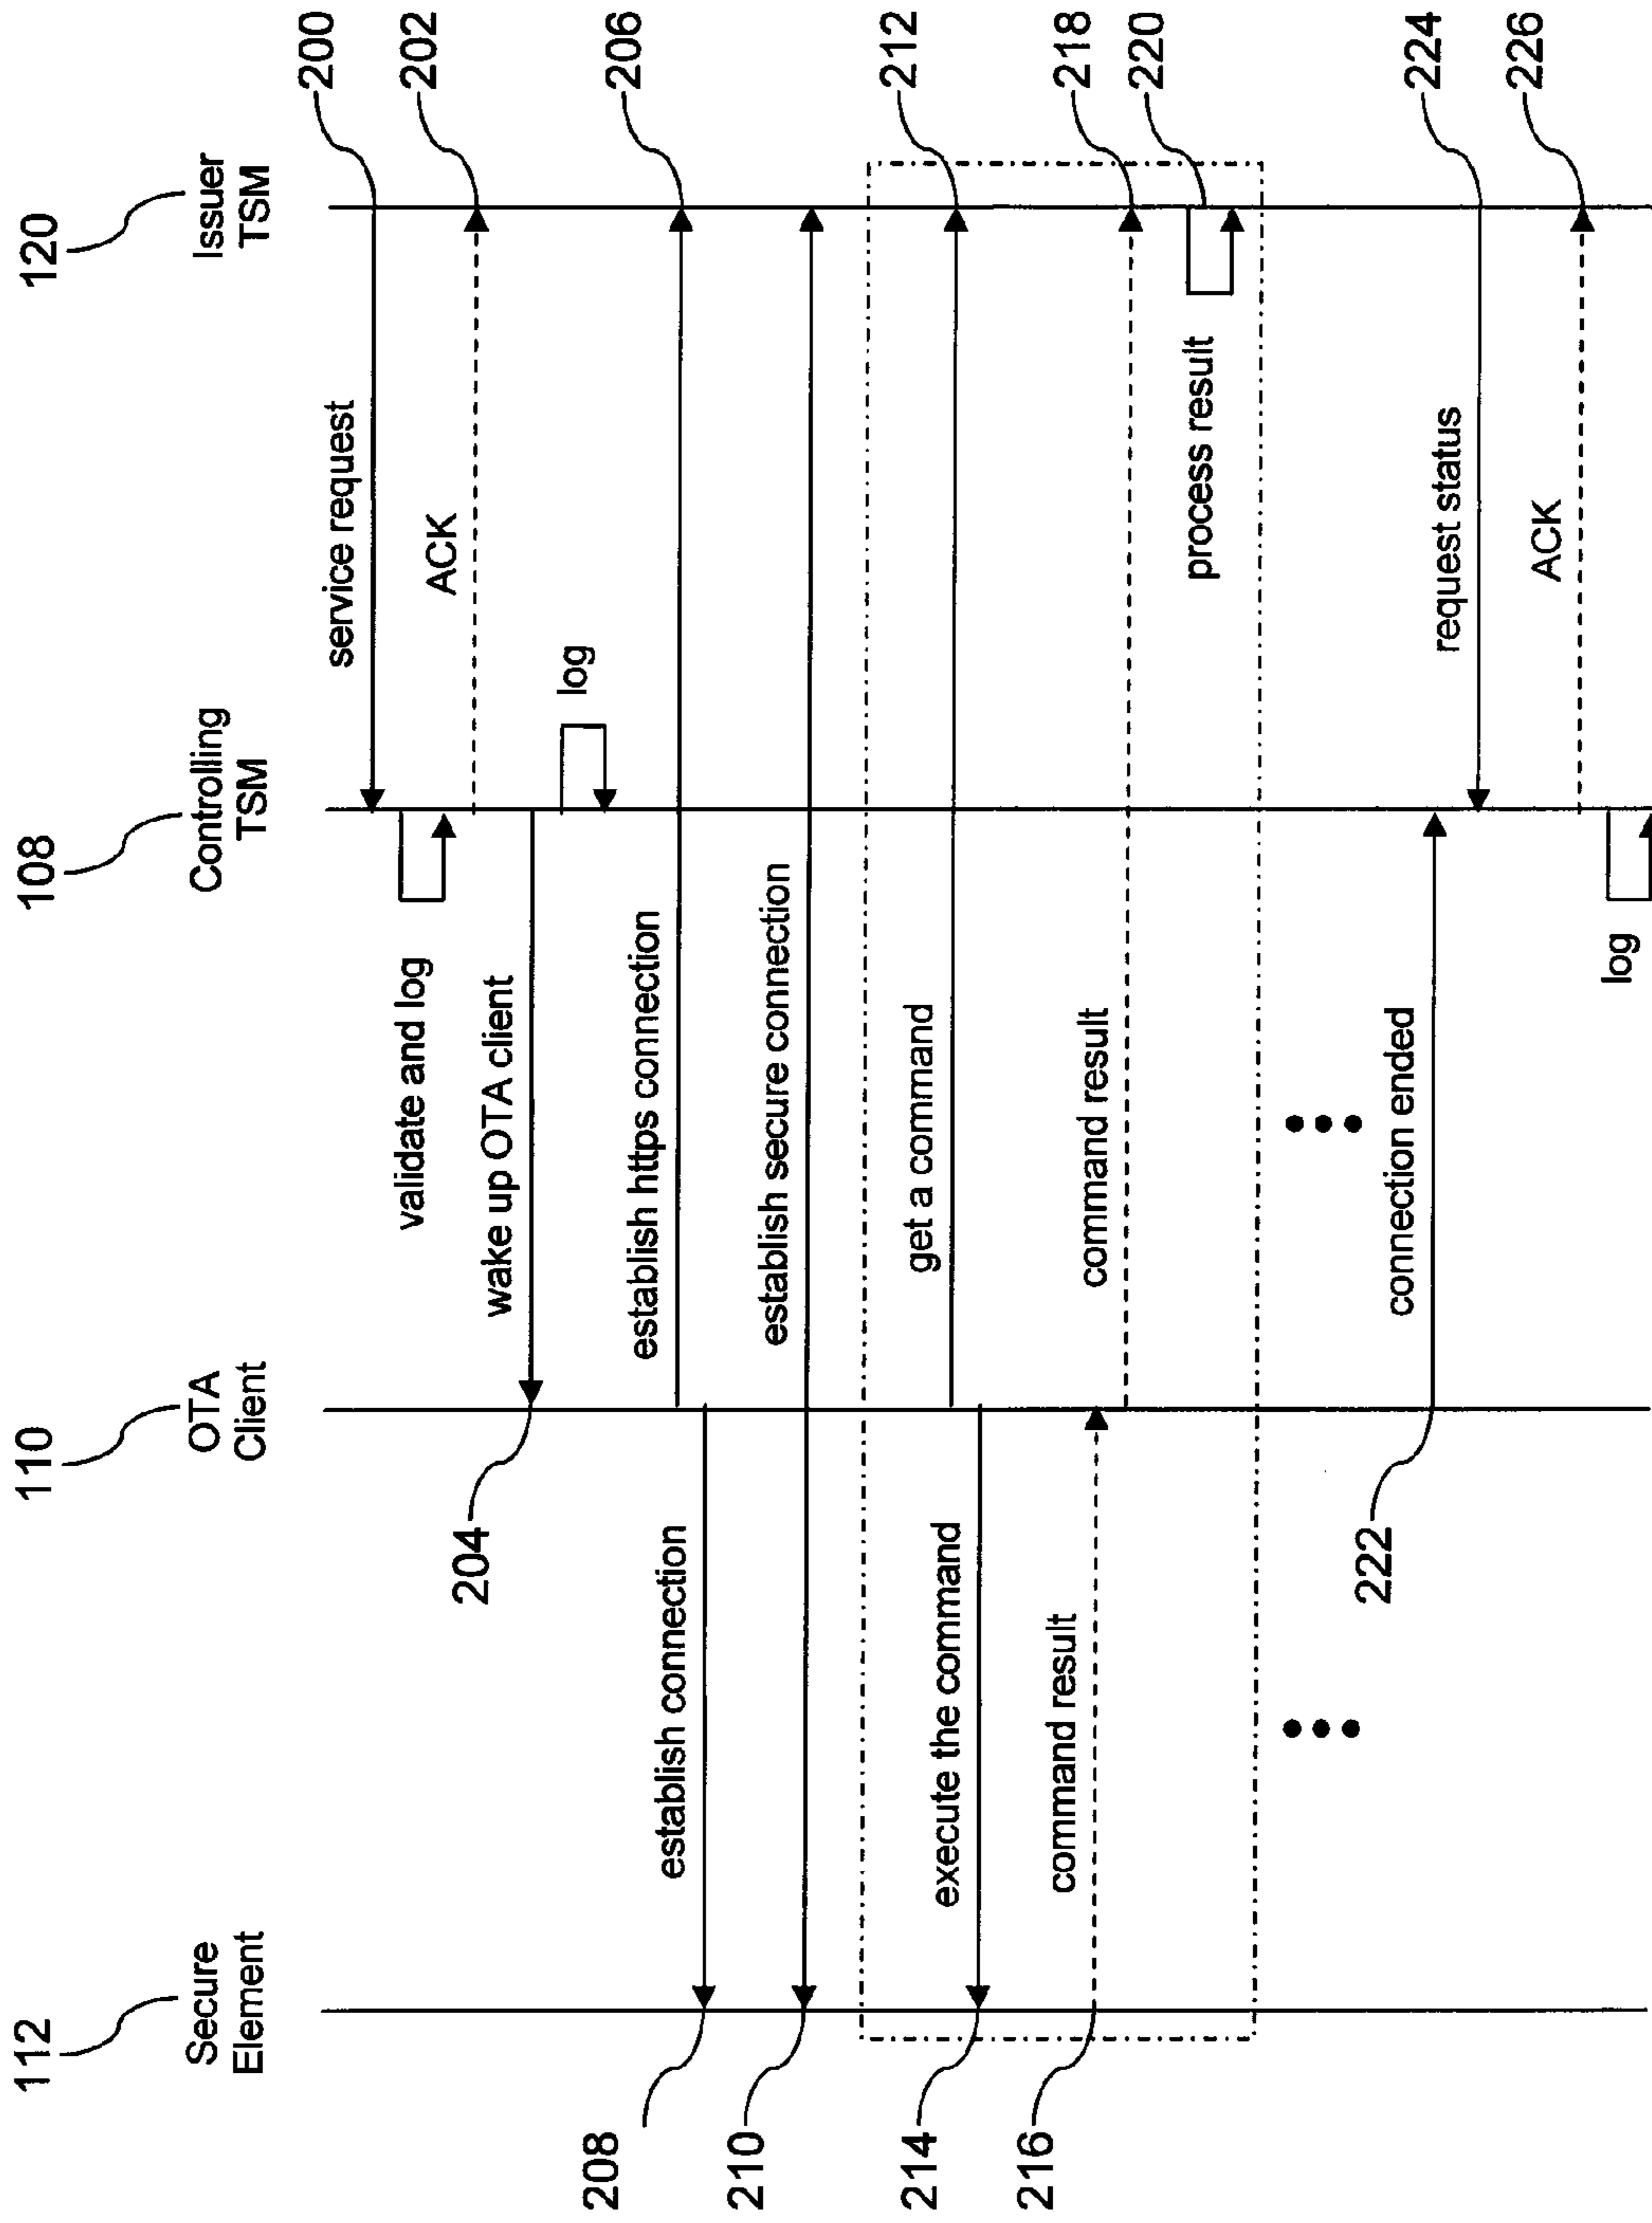 112
110
108
120
Secure
Element
OTA
Client
Controlling
TSM
Issuer
TSM
service request
200
validate and log
ACK
202
204
wake up OTA client
log
establish https connection
206
208
establish connection
210
establish secure connection
get a command
212
214
execute the command
216
command result
command result
218
process result
220
222
connection ended
request status
224
ACK
226
log